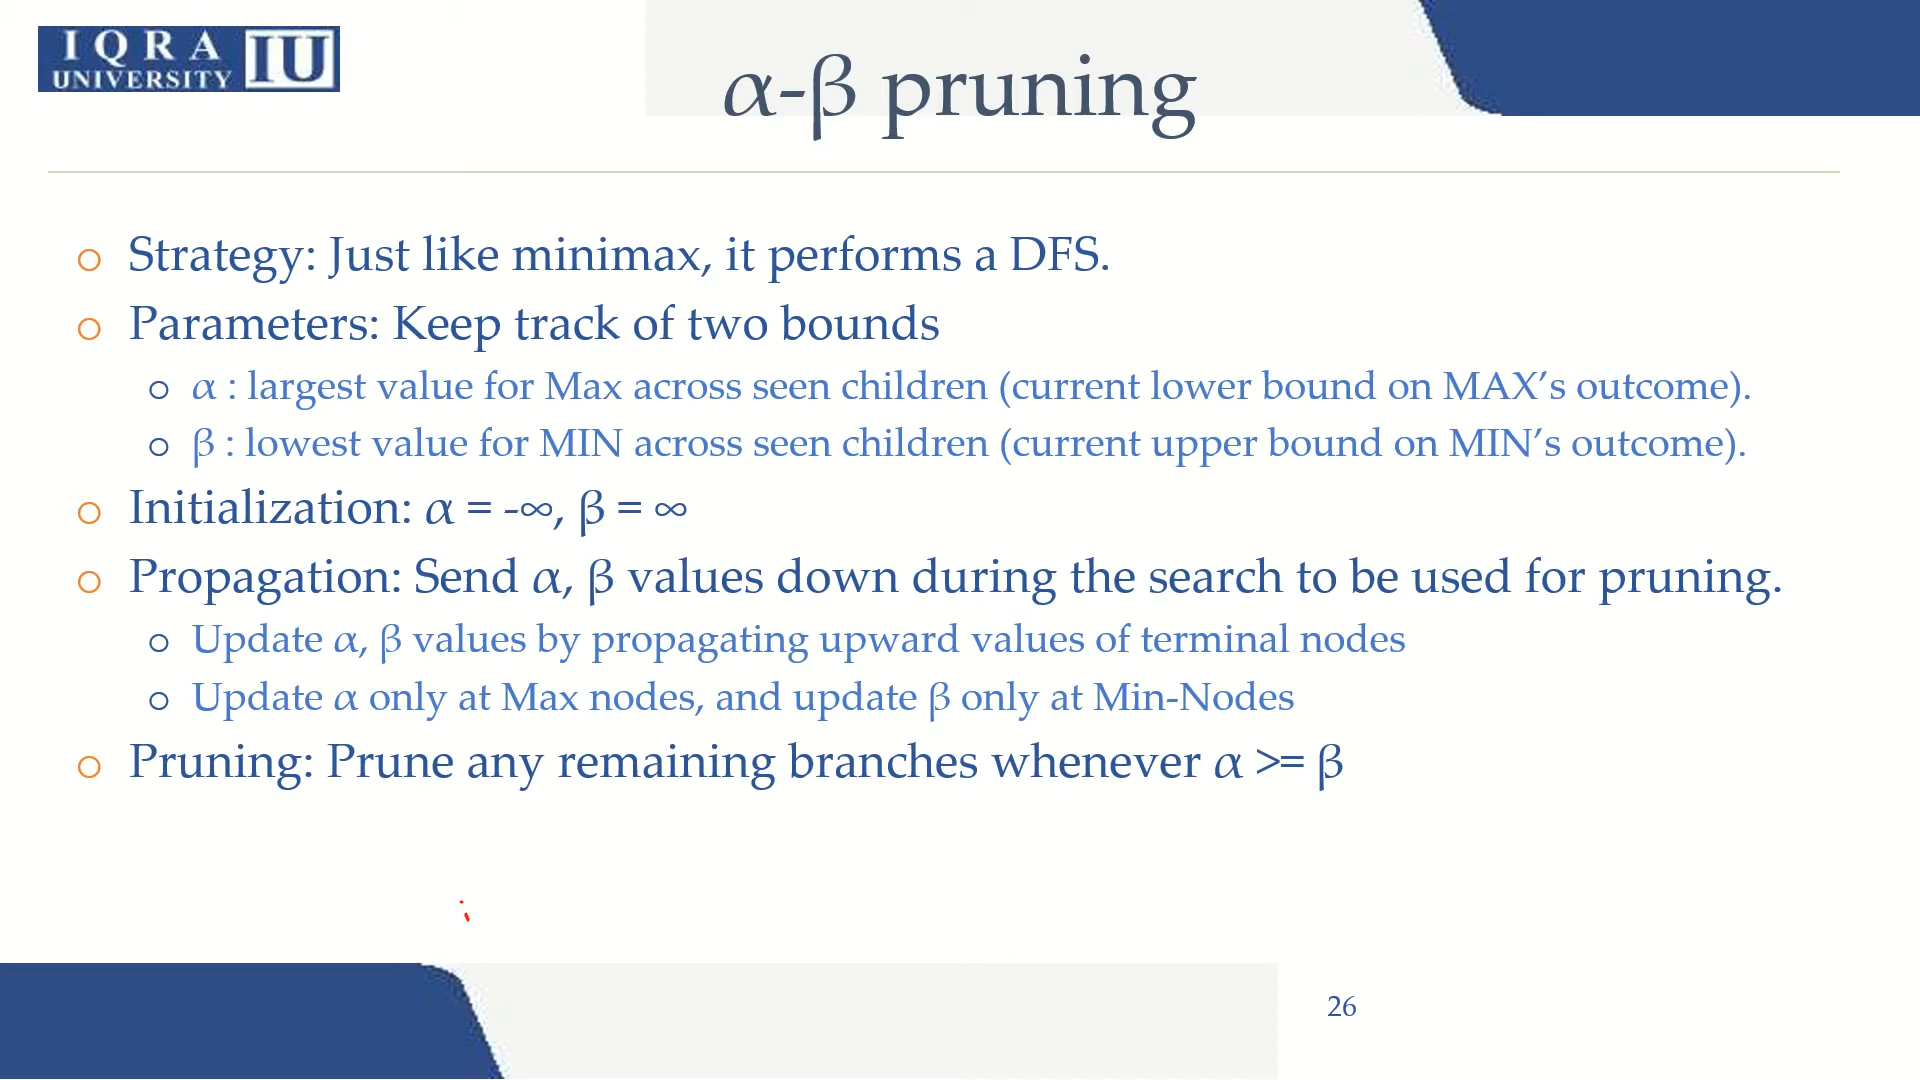 IQRA
UNIVERSITY IU
α-β pruning
o Strategy: Just like minimax, it performs a DFS.
o Parameters: Keep track of two bounds
o α : largest value for Max across seen children (current lower bound on MAX’s outcome).
o β : lowest value for MIN across seen children (current upper bound on MIN’s outcome).
o Initialization: α = -∞, β = ∞
o Propagation: Send α, β values down during the search to be used for pruning.
o Update α, β values by propagating upward values of terminal nodes
o Update α only at Max nodes, and update β only at Min-Nodes
o Pruning: Prune any remaining branches whenever α >= β
26